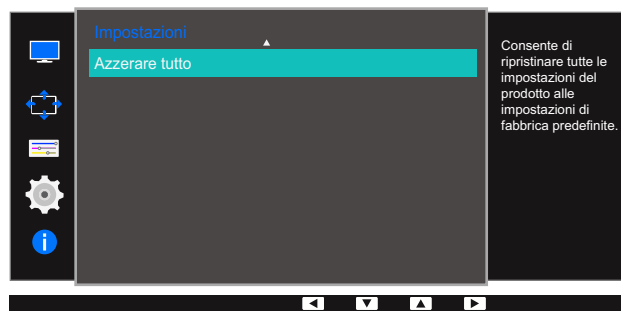 Impostazioni
Azzerare tutto
Consente di
ripristinare tutte le
impostazioni del
prodotto alle
impostazioni di
fabbrica predefinite.